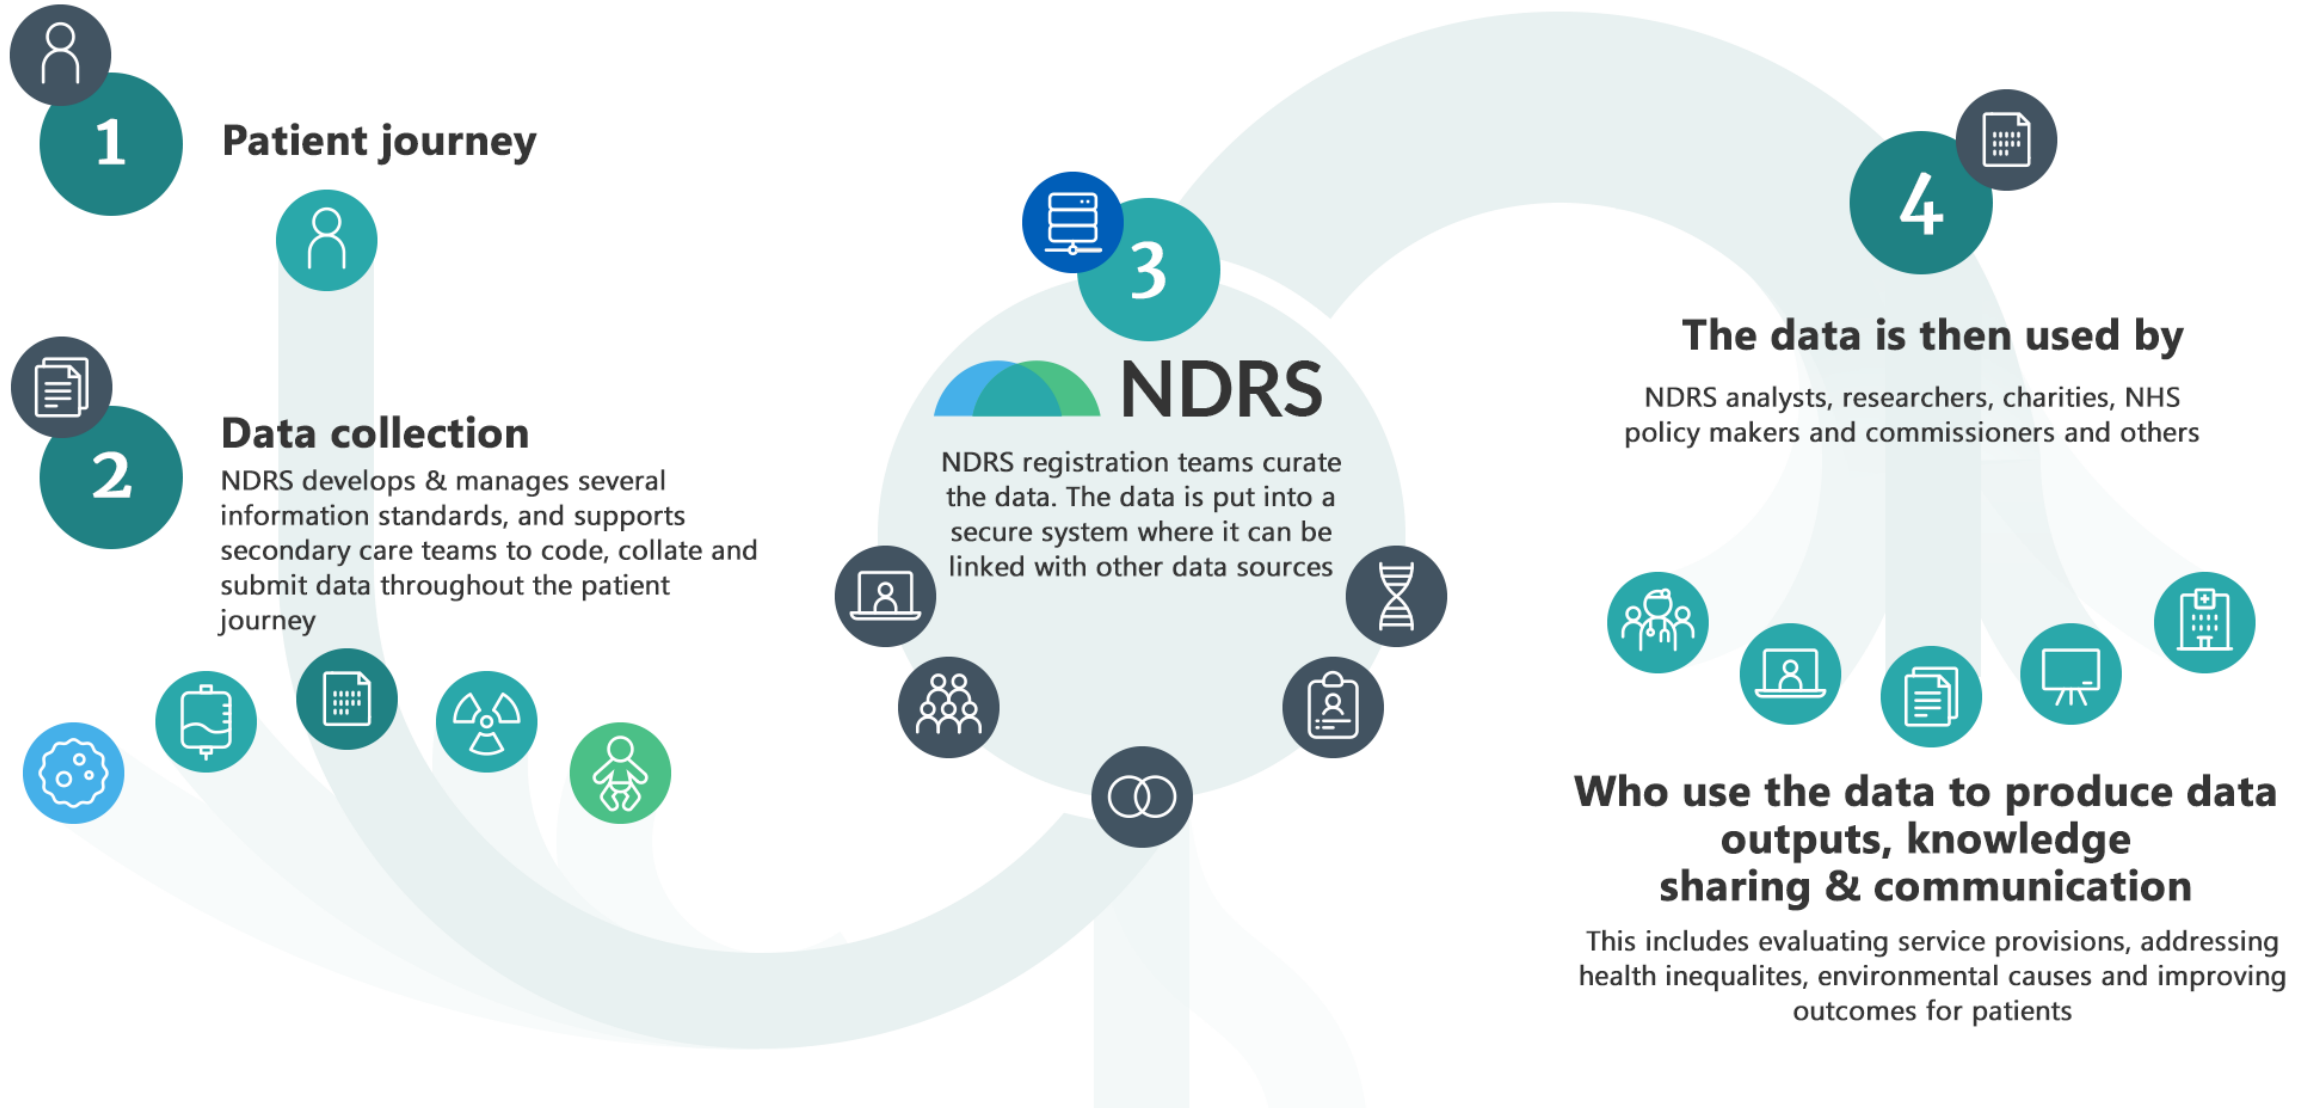 1
Patient journey
2
Data collection
NDRS develops & manages several
information standards, and supports
secondary care teams to code, collate and
submit data throughout the patient
journey
3
NDRS
NDRS registration teams curate
the data. The data is put into a
secure system where it can be
linked with other data sources
4
The data is then used by
NDRS analysts, researchers, charities, NHS
policy makers and commissioners and others
Who use the data to produce data
outputs, knowledge
sharing & communication
This includes evaluating service provisions, addressing
health inequalites, environmental causes and improving
outcomes for patients